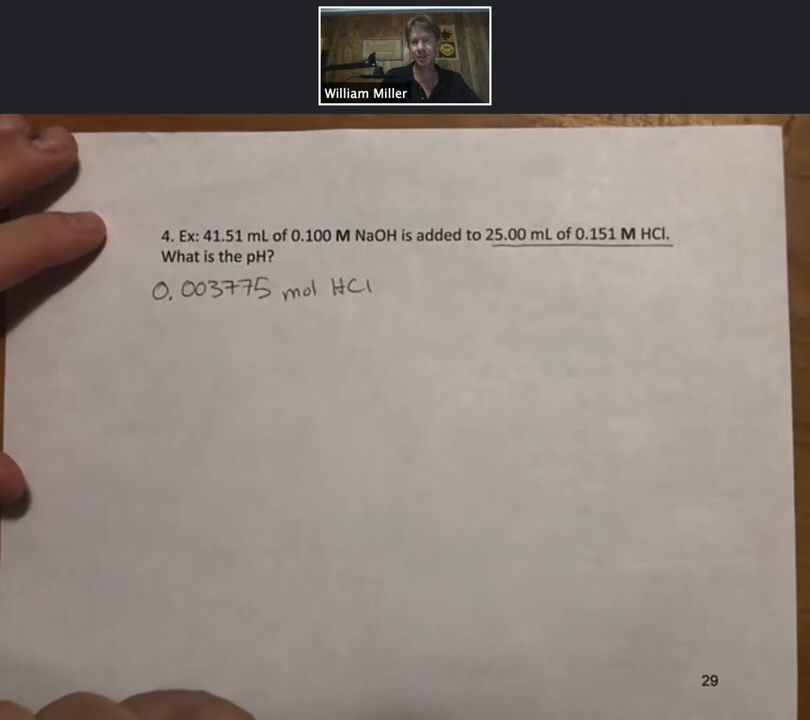 William Miller
4. Ex: 41.51 mL of 0.100 M NaOH is added to 25.00 mL of 0.151 M HCl.
What is the pH?
0.003775 mol HCl
29